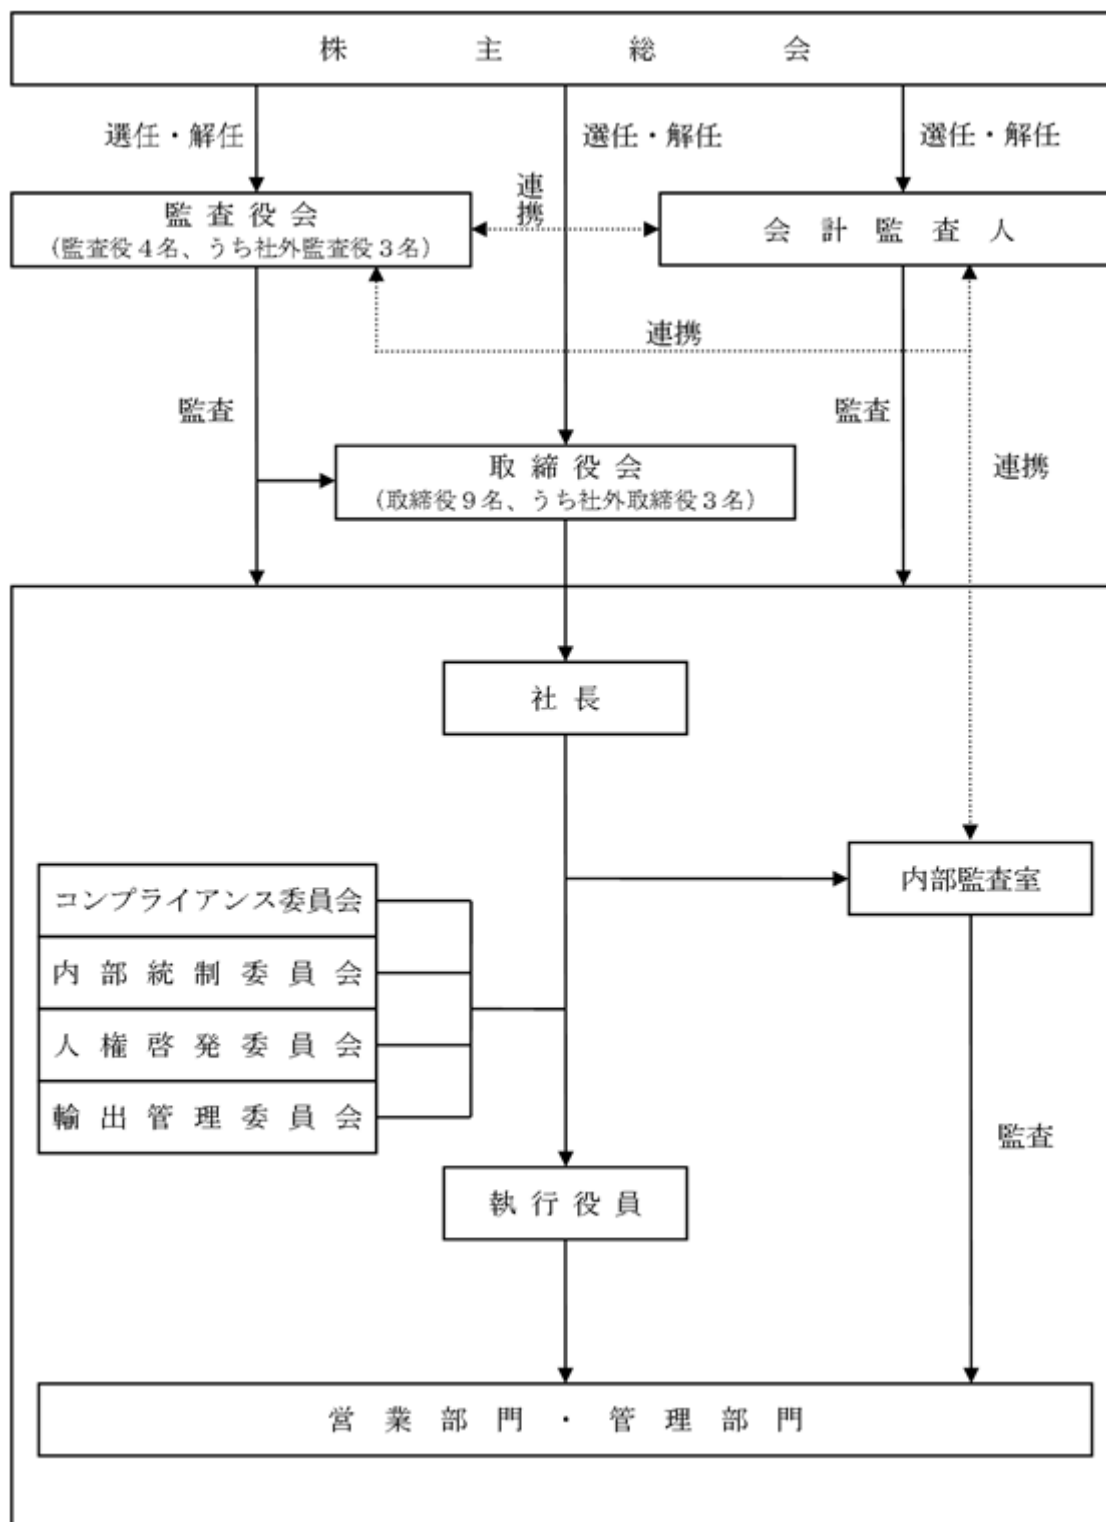 株主総会
選任・解任
選任・解任
選任・解任
監査役会
(監査役4名、うち社外監査役3名)
連携
会計監査人
連携
監査
監査
取締役会
(取締役9名、うち社外取締役3名)
連携
社長
内部監査室
コンプライアンス委員会
内部統制委員会
人権啓発委員会
輸出管理委員会
監査
執行役員
営業部門・管理部門